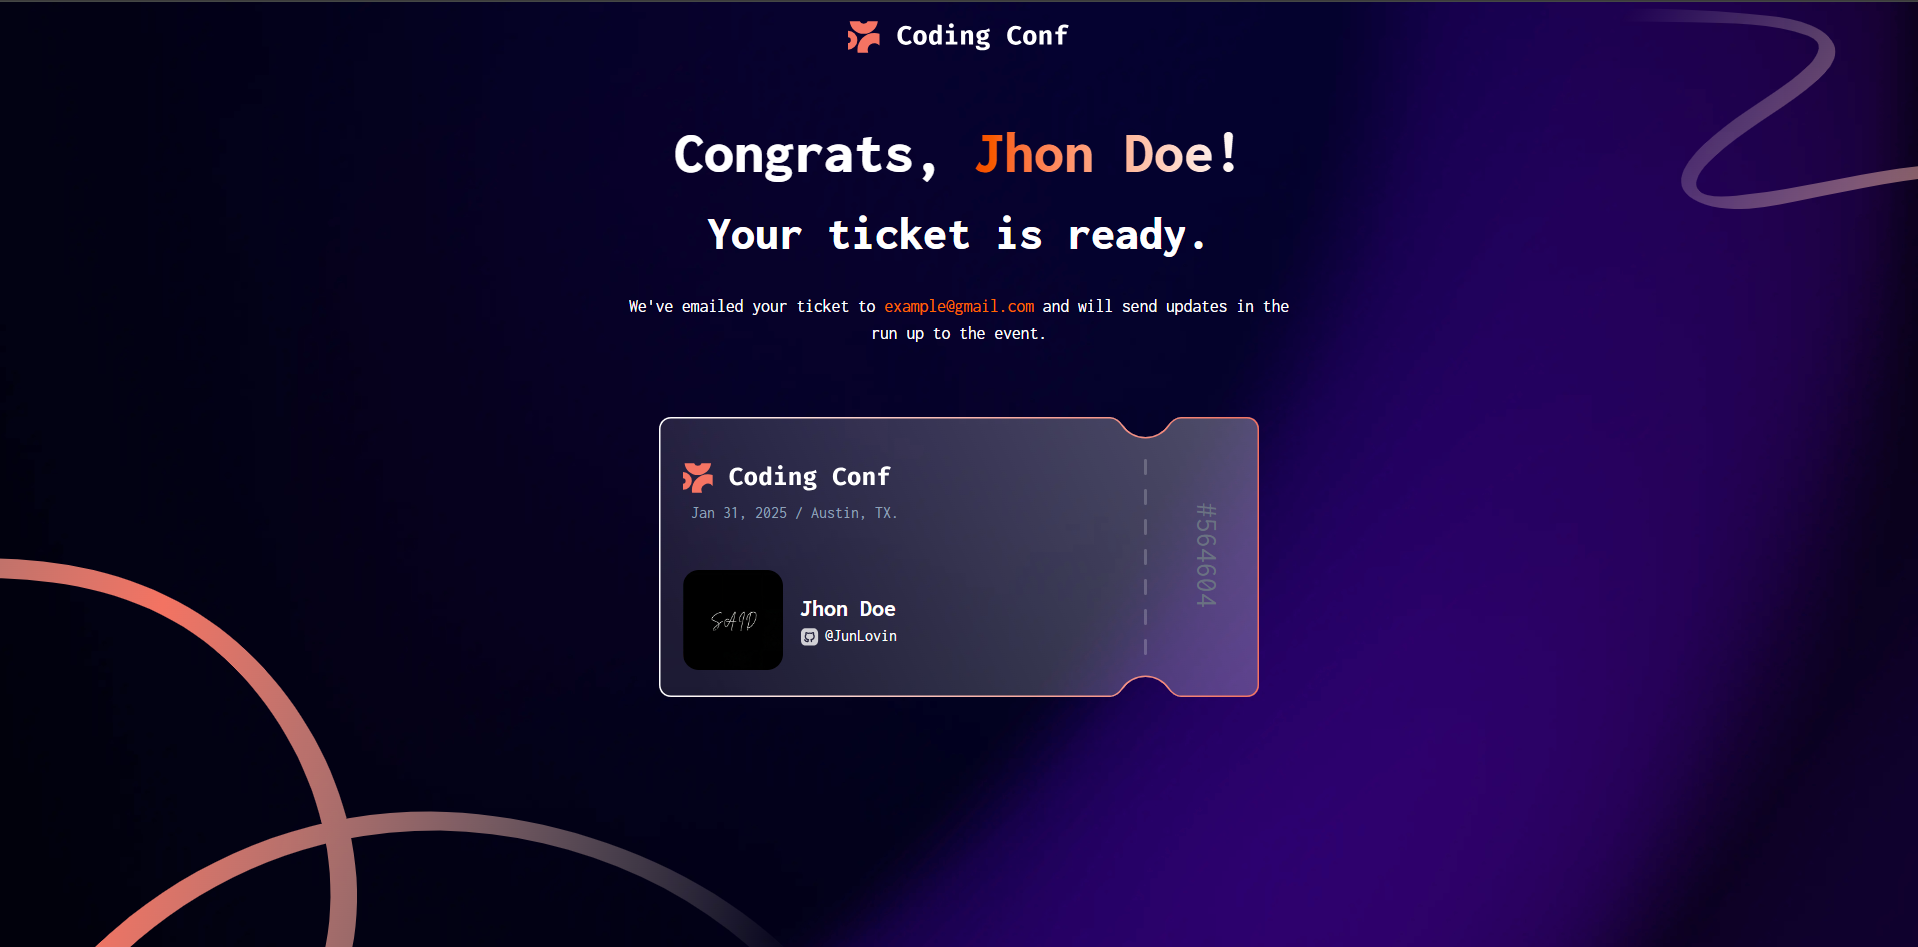 Coding Conf
Congrats, Jhon Doe!
Your ticket is ready.
We've emailed your ticket to example@gmail.com and will send updates in the
run up to the event.
Coding Conf
Jan 31, 2025 / Austin, TX.
SAID
Jhon Doe
@JunLovin
#564604